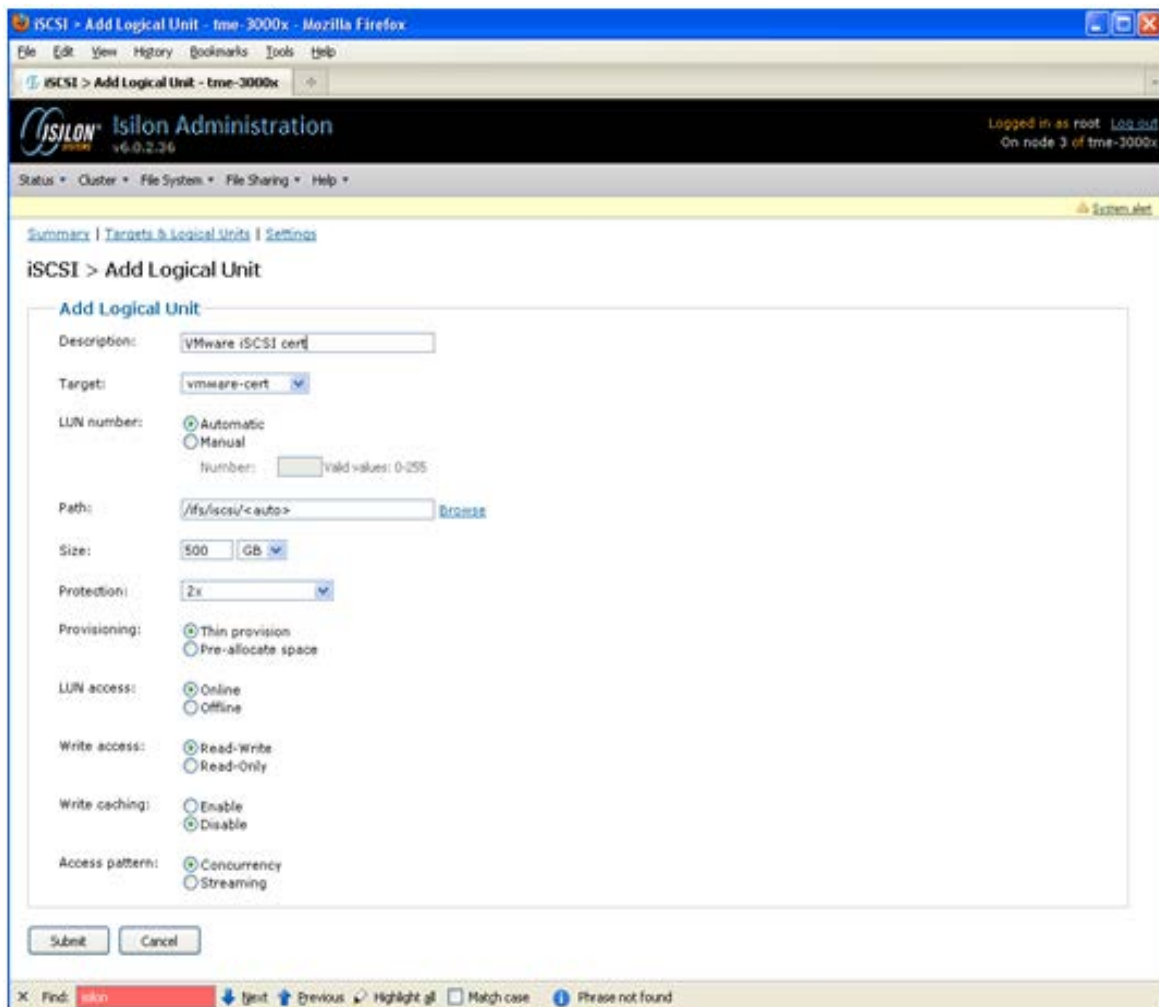 iSCSI > Add Logical Unit - tme-3000x - Mozilla Firefox
File Edit View History Bookmarks Tools Help
iSCSI > Add Logical Unit - tme-3000x
ISILON SYSTEMS Isilon Administration
v6.0.2.36
Logged in as root Log out
On node 3 of tme-3000x
Status Cluster File System File Sharing Help
System alert
Summary | Targets & Logical Units | Settings
iSCSI > Add Logical Unit
Add Logical Unit
Description: VMware iSCSI cert
Target: vmware-cert
LUN number: Automatic
Manual
Number: Valid values: 0-255
Path: /ifs/iscsi/<auto> Browse
Size: 500 GB
Protection: 2x
Provisioning: Thin provision
Pre-allocate space
LUN access: Online
Offline
Write access: Read-Write
Read-Only
Write caching: Enable
Disable
Access pattern: Concurrency
Streaming
Submit Cancel
Find: isilon Next Previous Highlight all Match case Phrase not found